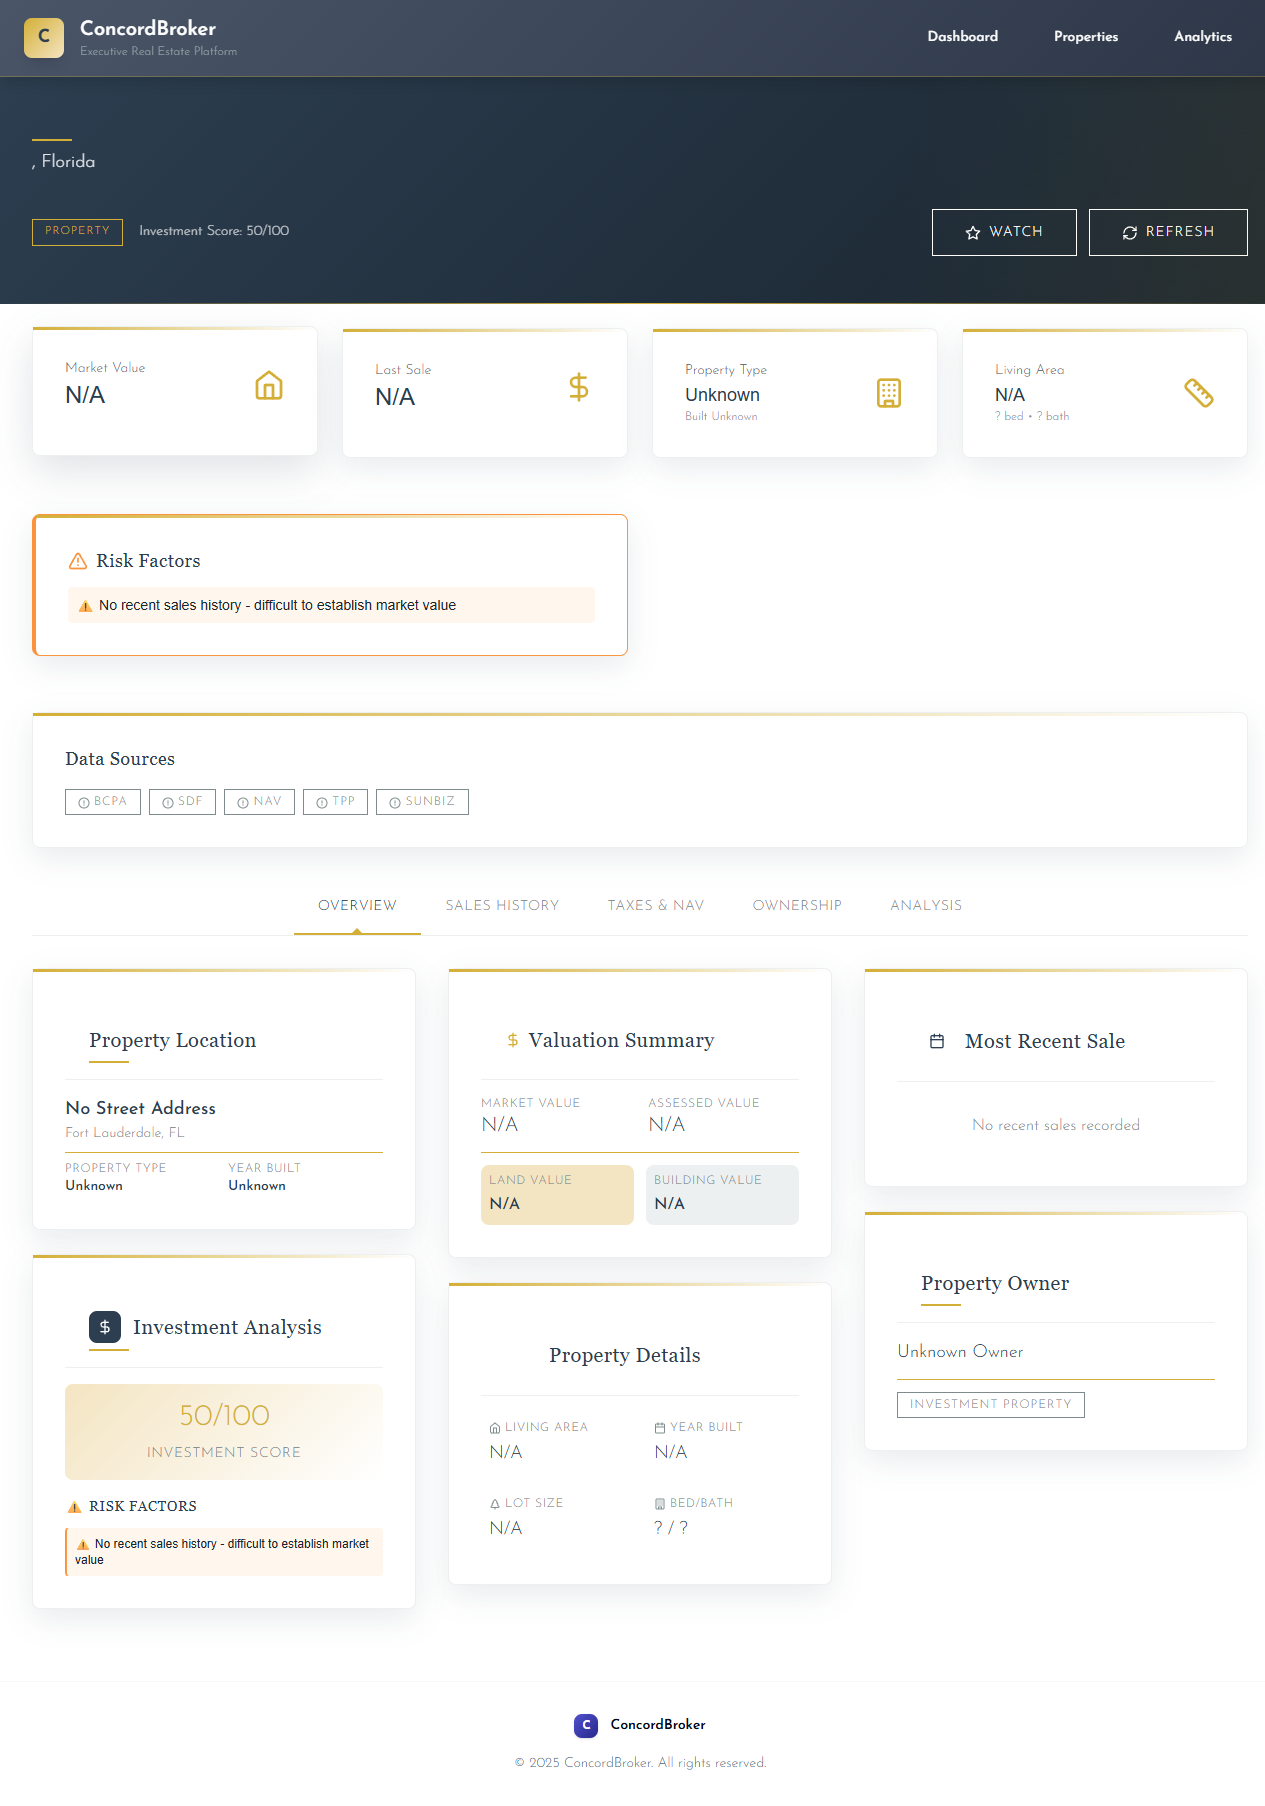 C
ConcordBroker
Executive Real Estate Platform
Dashboard
Properties
Analytics
, Florida
PROPERTY
Investment Score: 50/100
WATCH
REFRESH
Market Value
N/A
Last Sale
N/A
Property Type
Unknown
Built Unknown
Living Area
N/A
? bed • ? bath
Risk Factors
No recent sales history - difficult to establish market value
Data Sources
BCPA
SDF
NAV
TPP
SUNBIZ
OVERVIEW
SALES HISTORY
TAXES & NAV
OWNERSHIP
ANALYSIS
Property Location
No Street Address
Fort Lauderdale, FL
PROPERTY TYPE
Unknown
YEAR BUILT
Unknown
Investment Analysis
50/100
INVESTMENT SCORE
RISK FACTORS
No recent sales history - difficult to establish market
value
Valuation Summary
MARKET VALUE
N/A
ASSESSED VALUE
N/A
LAND VALUE
N/A
BUILDING VALUE
N/A
Property Details
LIVING AREA
N/A
YEAR BUILT
N/A
LOT SIZE
N/A
BED/BATH
? / ?
Most Recent Sale
No recent sales recorded
Property Owner
Unknown Owner
INVESTMENT PROPERTY
C
ConcordBroker
© 2025 ConcordBroker. All rights reserved.